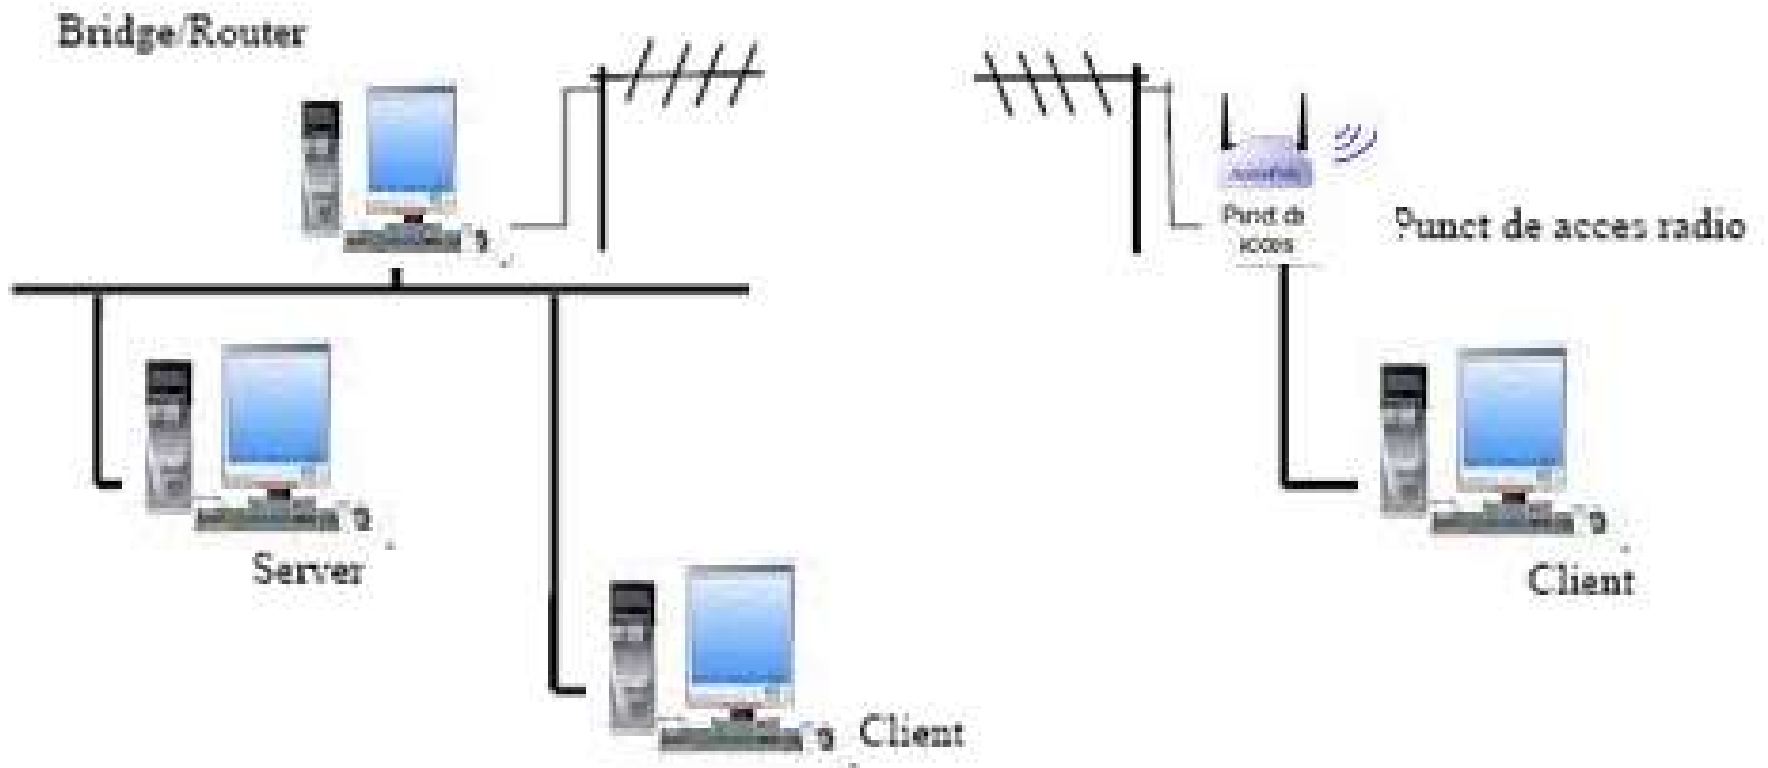 Bridge/Router
Punct de
acces
Punct de acces radio
Server
Client
Client